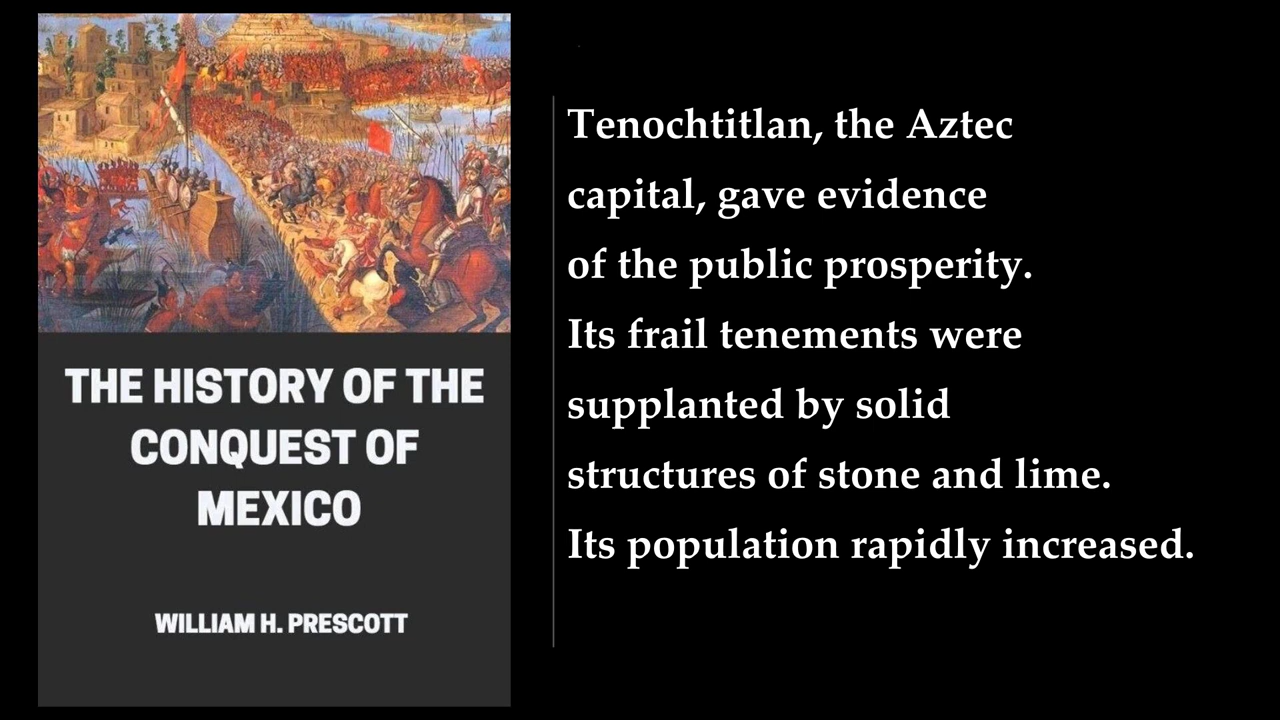 THE HISTORY OF THE
CONQUEST OF
MEXICO
WILLIAM H. PRESCOTT
Tenochtitlan, the Aztec
capital, gave evidence
of the public prosperity.
Its frail tenements were
supplanted by solid
structures of stone and lime.
Its population rapidly increased.